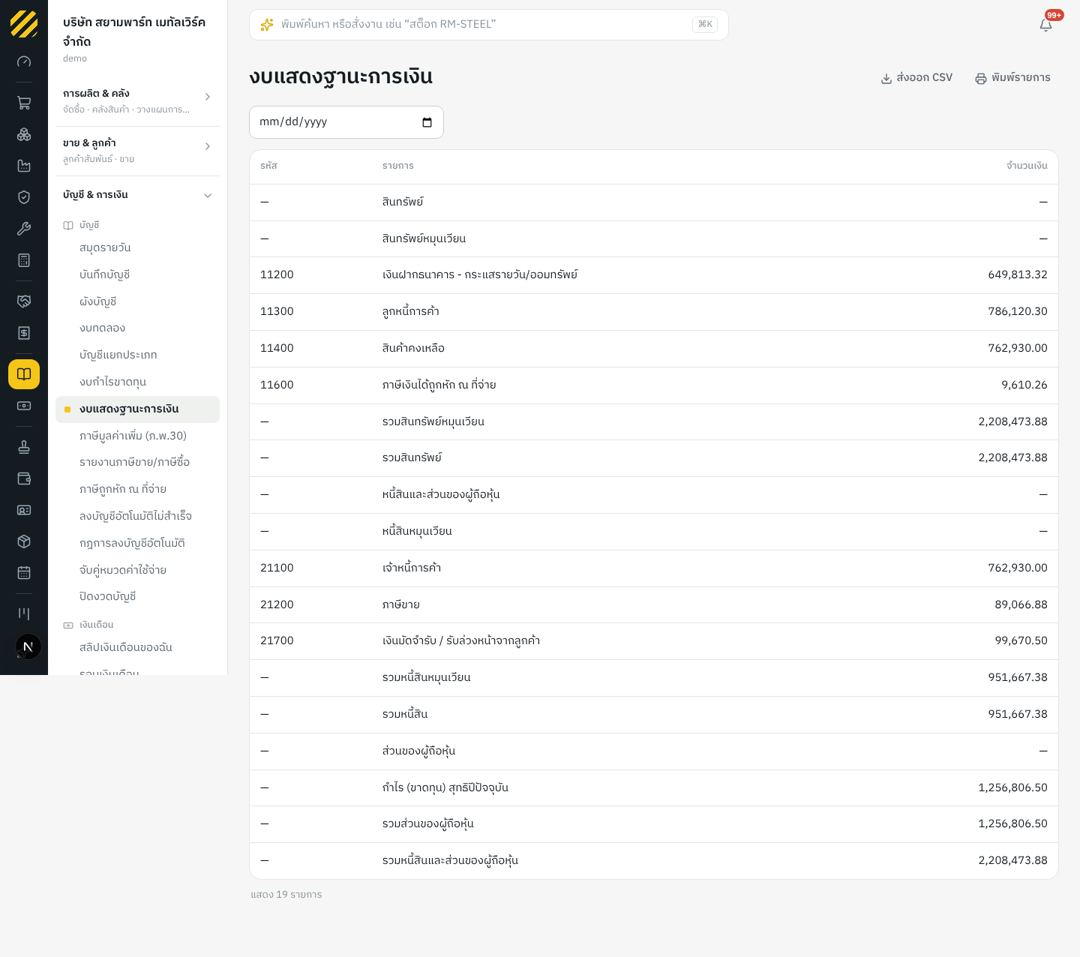 บริษัท สยามพาร์ท เมทัลเวิร์ค
จำกัด
demo
การผลิต & คลัง
จัดซื้อ · คลังสินค้า · วางแผนการ...
ขาย & ลูกค้า
ลูกค้าสัมพันธ์ · ขาย
บัญชี & การเงิน
บัญชี
สมุดรายวัน
บันทึกบัญชี
ผังบัญชี
งบทดลอง
บัญชีแยกประเภท
งบกำไรขาดทุน
งบแสดงฐานะการเงิน
ภาษีมูลค่าเพิ่ม (ภ.พ.30)
รายงานภาษีขาย/ภาษีซื้อ
ภาษีถูกหัก ณ ที่จ่าย
ลงบัญชีอัตโนมัติไม่สำเร็จ
กฎการลงบัญชีอัตโนมัติ
จับคู่หมวดค่าใช้จ่าย
ปิดงวดบัญชี
เงินเดือน
สลิปเงินเดือนของฉัน
รอบเงินเดือน
N
พิมพ์ค้นหา หรือสั่งงาน เช่น "สต็อก RM-STEEL" ⌘K
99+
งบแสดงฐานะการเงิน
ส่งออก CSV พิมพ์รายการ
mm/dd/yyyy
รหัส รายการ จำนวนเงิน
— สินทรัพย์ —
— สินทรัพย์หมุนเวียน —
11200 เงินฝากธนาคาร - กระแสรายวัน/ออมทรัพย์ 649,813.32
11300 ลูกหนี้การค้า 786,120.30
11400 สินค้าคงเหลือ 762,930.00
11600 ภาษีเงินได้ถูกหัก ณ ที่จ่าย 9,610.26
— รวมสินทรัพย์หมุนเวียน 2,208,473.88
— รวมสินทรัพย์ 2,208,473.88
— หนี้สินและส่วนของผู้ถือหุ้น —
— หนี้สินหมุนเวียน —
21100 เจ้าหนี้การค้า 762,930.00
21200 ภาษีขาย 89,066.88
21700 เงินมัดจำรับ / รับล่วงหน้าจากลูกค้า 99,670.50
— รวมหนี้สินหมุนเวียน 951,667.38
— รวมหนี้สิน 951,667.38
— ส่วนของผู้ถือหุ้น —
— กำไร (ขาดทุน) สุทธิปีปัจจุบัน 1,256,806.50
— รวมส่วนของผู้ถือหุ้น 1,256,806.50
— รวมหนี้สินและส่วนของผู้ถือหุ้น 2,208,473.88
แสดง 19 รายการ